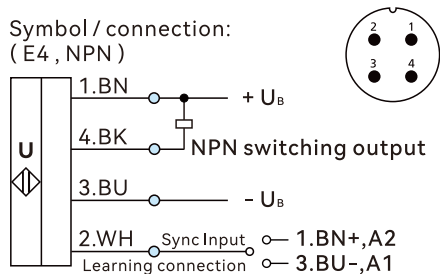 Symbol / connection:
( E4 , NPN )
2 1
3 4
1.BN + UB
4.BK NPN switching output
U
3.BU - UB
2.WH Sync Input 1.BN+,A2
Learning connection 3.BU-,A1